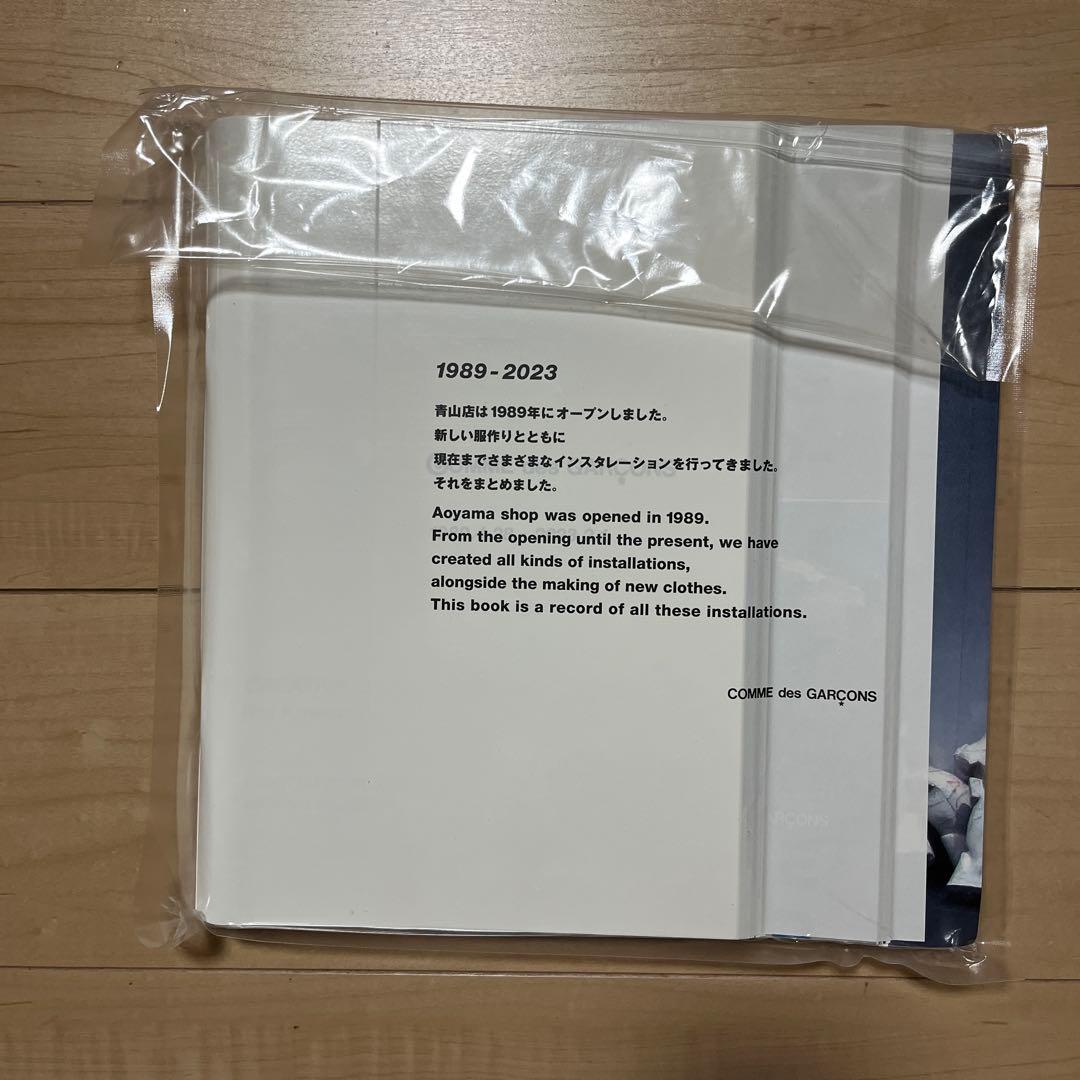 1989-2023
青山店は1989年にオープンしました。
新しい服作りとともに
現在までさまざまなインスタレーションを行ってきました。
それをまとめました。
Aoyama shop was opened in 1989.
From the opening until the present, we have
created all kinds of installations,
alongside the making of new clothes.
This book is a record of all these installations.
COMME des GARÇONS